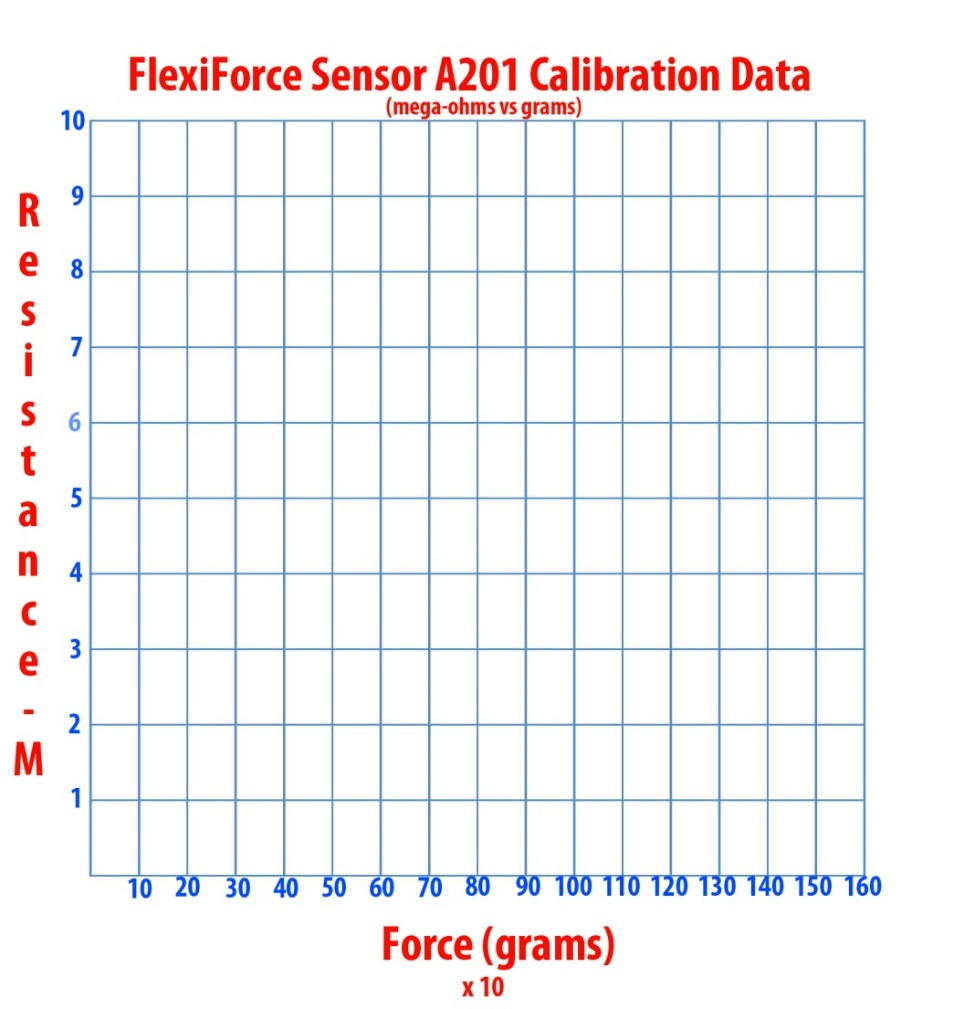 FlexiForce Sensor A201 Calibration Data
(mega-ohms vs grams)
Resistance-M
10
9
8
7
6
5
4
3
2
1
10 20 30 40 50 60 70 80 90 100 110 120 130 140 150 160
Force (grams)
x 10